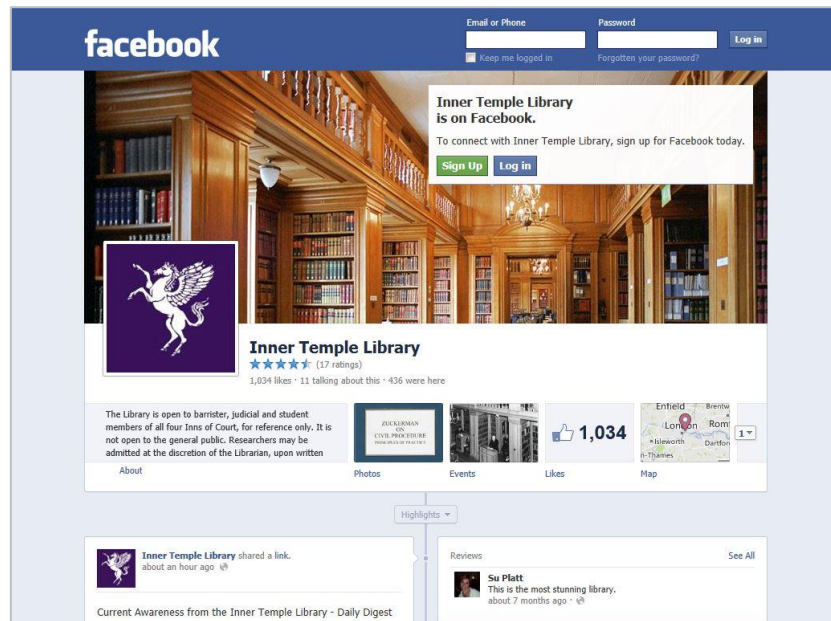 facebook
Email or Phone
Password
Log in
Keep me logged in
Forgotten your password?
Inner Temple Library
is on Facebook.
To connect with Inner Temple Library, sign up for Facebook today.
Sign Up
Log in
Inner Temple Library
(17 ratings)
1,034 likes · 11 talking about this · 436 were here
The Library is open to barrister, judicial and student
members of all four Inns of Court, for reference only. It is
not open to the general public. Researchers may be
admitted at the discretion of the Librarian, upon written
About
ZUCKERMAN
ON
CIVIL PROCEDURE
PRINCIPLES OF PRACTICE
Photos
Events
1,034
Likes
Enfield
Brentw
London
Rom
Isleworth
Dartfor
n-Thames
Map
1
Highlights
Inner Temple Library shared a link.
about an hour ago
Current Awareness from the Inner Temple Library - Daily Digest
Reviews
See All
Su Platt
This is the most stunning library.
about 7 months ago ·